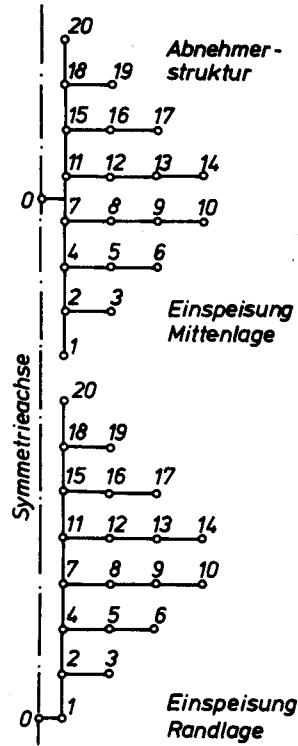 20
Abnehmer-
struktur
18 19
15 16 17
11 12 13 14
0
7 8 9 10
4 5 6
2 3
Einspeisung
Mittenlage
1
Symmetrieachse
20
18 19
15 16 17
11 12 13 14
7 8 9 10
4 5 6
2 3
0 1
Einspeisung
Randlage